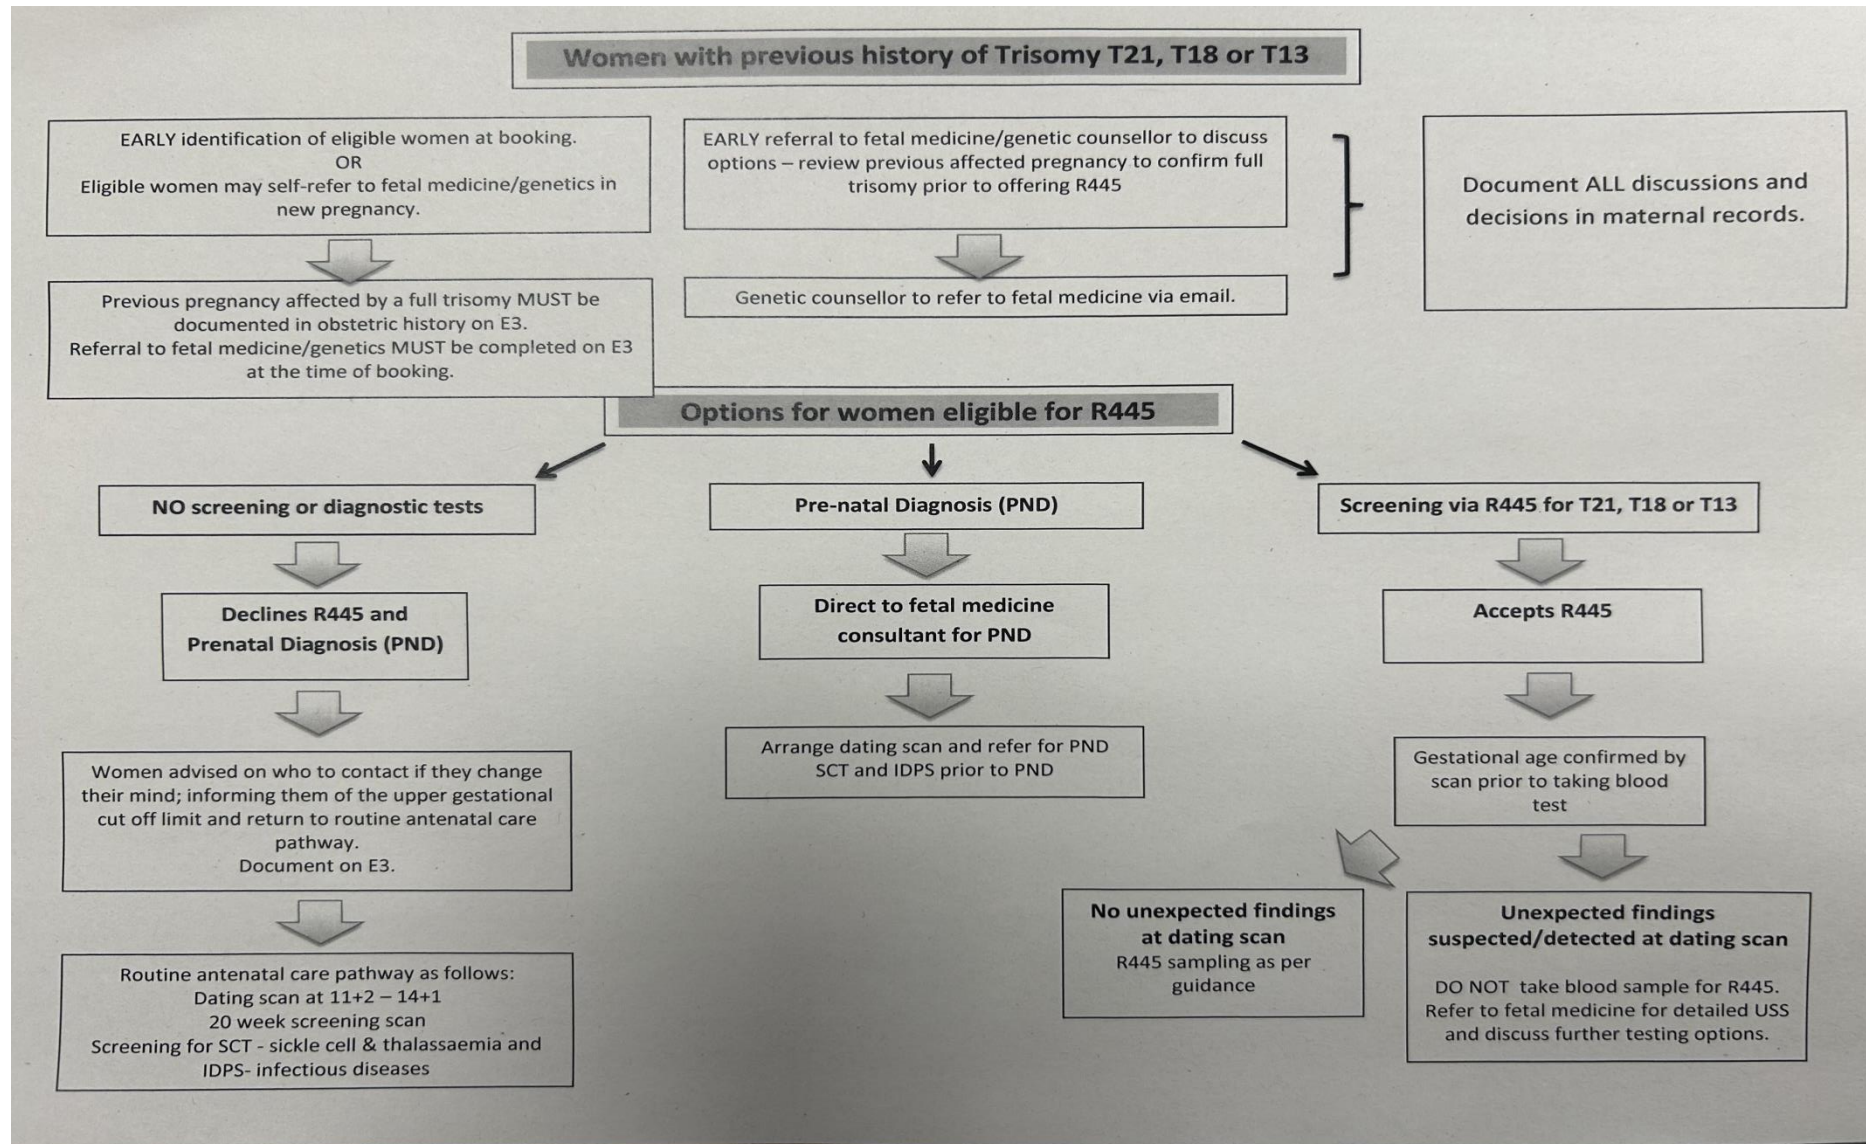 Women with previous history of Trisomy T21, T18 or T13
EARLY identification of eligible women at booking.
OR
Eligible women may self-refer to fetal medicine/genetics in
new pregnancy.
EARLY referral to fetal medicine/genetic counsellor to discuss
options – review previous affected pregnancy to confirm full
trisomy prior to offering R445
Document ALL discussions and
decisions in maternal records.
Previous pregnancy affected by a full trisomy MUST be
documented in obstetric history on E3.
Referral to fetal medicine/genetics MUST be completed on E3
at the time of booking.
Genetic counsellor to refer to fetal medicine via email.
Options for women eligible for R445
NO screening or diagnostic tests
Declines R445 and
Prenatal Diagnosis (PND)
Women advised on who to contact if they change
their mind; informing them of the upper gestational
cut off limit and return to routine antenatal care
pathway.
Document on E3.
Routine antenatal care pathway as follows:
Dating scan at 11+2 – 14+1
20 week screening scan
Screening for SCT - sickle cell & thalassaemia and
IDPS- infectious diseases
Pre-natal Diagnosis (PND)
Direct to fetal medicine
consultant for PND
Arrange dating scan and refer for PND
SCT and IDPS prior to PND
Screening via R445 for T21, T18 or T13
Accepts R445
Gestational age confirmed by
scan prior to taking blood
test
No unexpected findings
at dating scan
R445 sampling as per
guidance
Unexpected findings
suspected/detected at dating scan
DO NOT take blood sample for R445.
Refer to fetal medicine for detailed USS
and discuss further testing options.